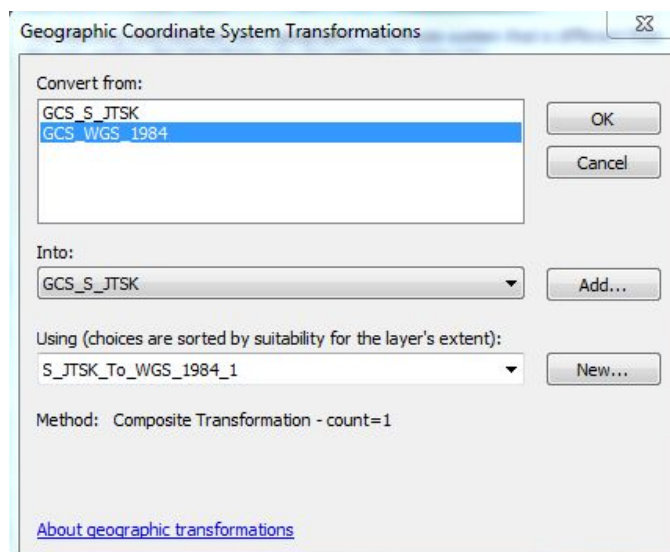 Geographic Coordinate System Transformations
Convert from:
GCS_S_JTSK
GCS_WGS_1984
OK
Cancel
Into:
GCS_S_JTSK
Add...
Using (choices are sorted by suitability for the layer's extent):
S_JTSK_To_WGS_1984_1
New...
Method: Composite Transformation - count=1
About geographic transformations